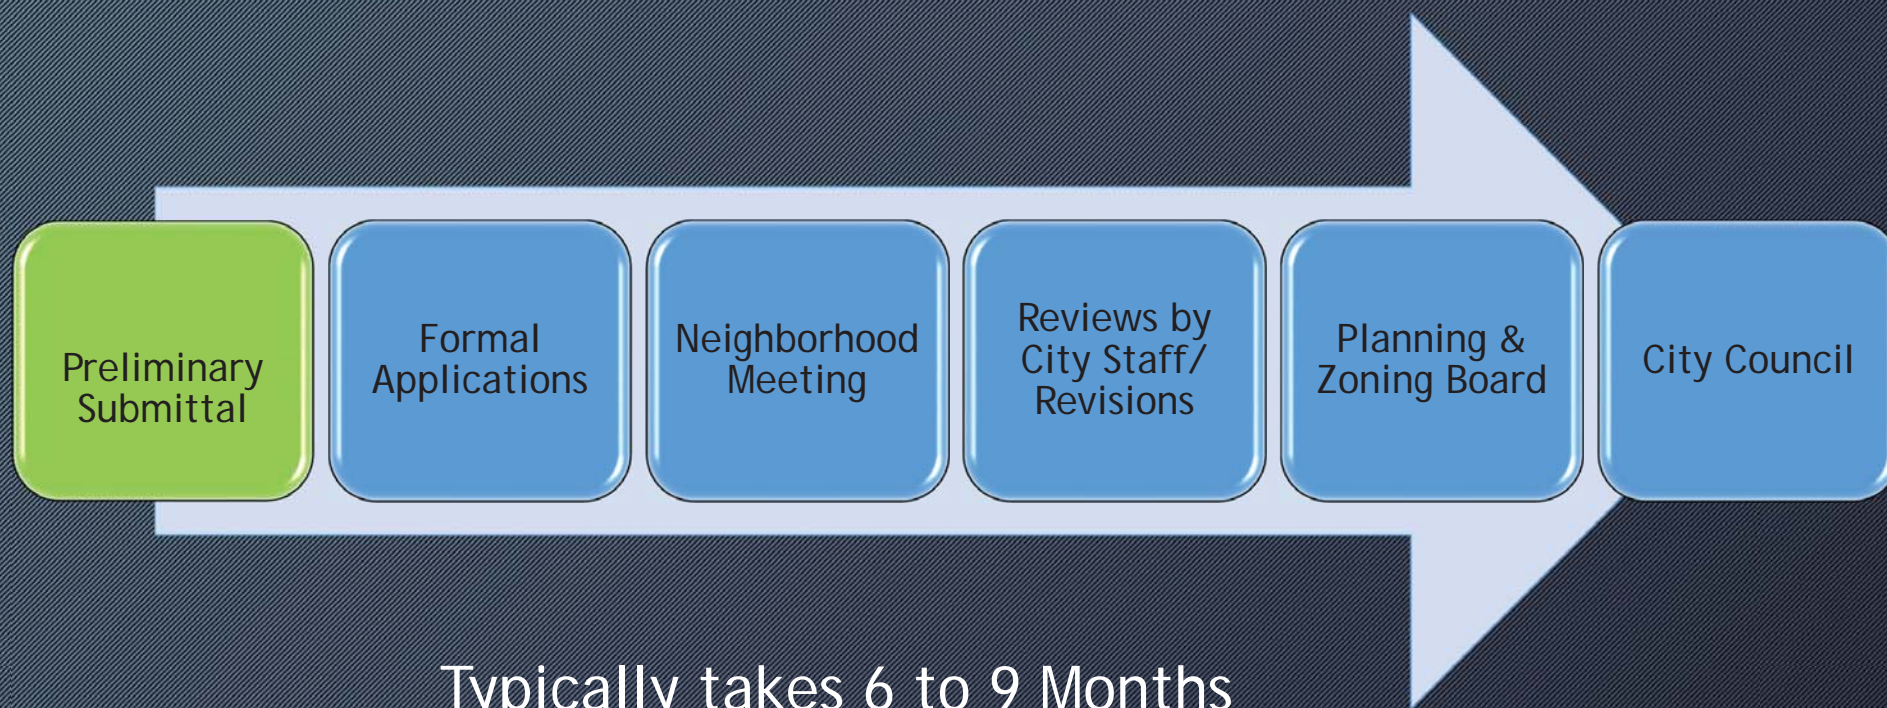 Preliminary
Submittal
Formal
Applications
Neighborhood
Meeting
Reviews by
City Staff/
Revisions
Planning &
Zoning Board
City Council
Typically takes 6 to 9 Months